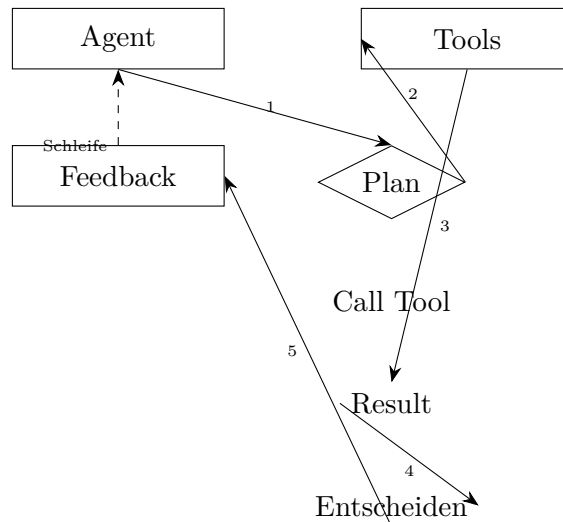 Agent
Tools
1
2
Schleife
Feedback
Plan
3
Call Tool
5
Result
4
Entscheiden